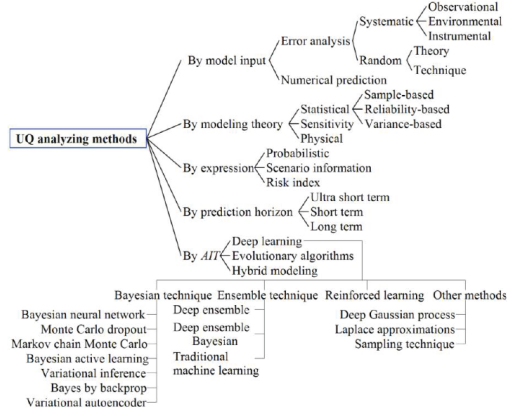 UQ analyzing methods
By model input
Error analysis
Systematic
Observational
Environmental
Instrumental
Random
Theory
Technique
Numerical prediction
By modeling theory
Statistical
Sample-based
Reliability-based
Variance-based
Sensitivity
Physical
By expression
Probabilistic
Scenario information
Risk index
By prediction horizon
Ultra short term
Short term
Long term
By AIT
Deep learning
Evolutionary algorithms
Hybrid modeling
Bayesian technique
Bayesian neural network
Monte Carlo dropout
Markov chain Monte Carlo
Bayesian active learning
Variational inference
Bayes by backprop
Variational autoencoder
Ensemble technique
Deep ensemble
Deep ensemble
Bayesian
Traditional
machine learning
Reinforced learning
Other methods
Deep Gaussian process
Laplace approximations
Sampling technique